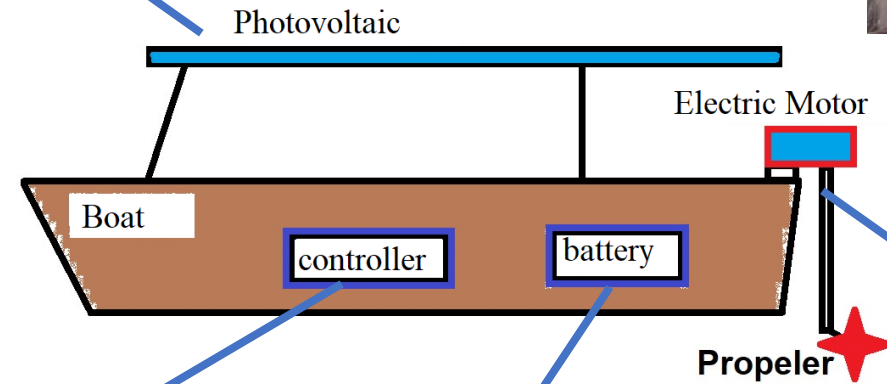 Photovoltaic
Electric Motor
Boat
controller
battery
Propeler